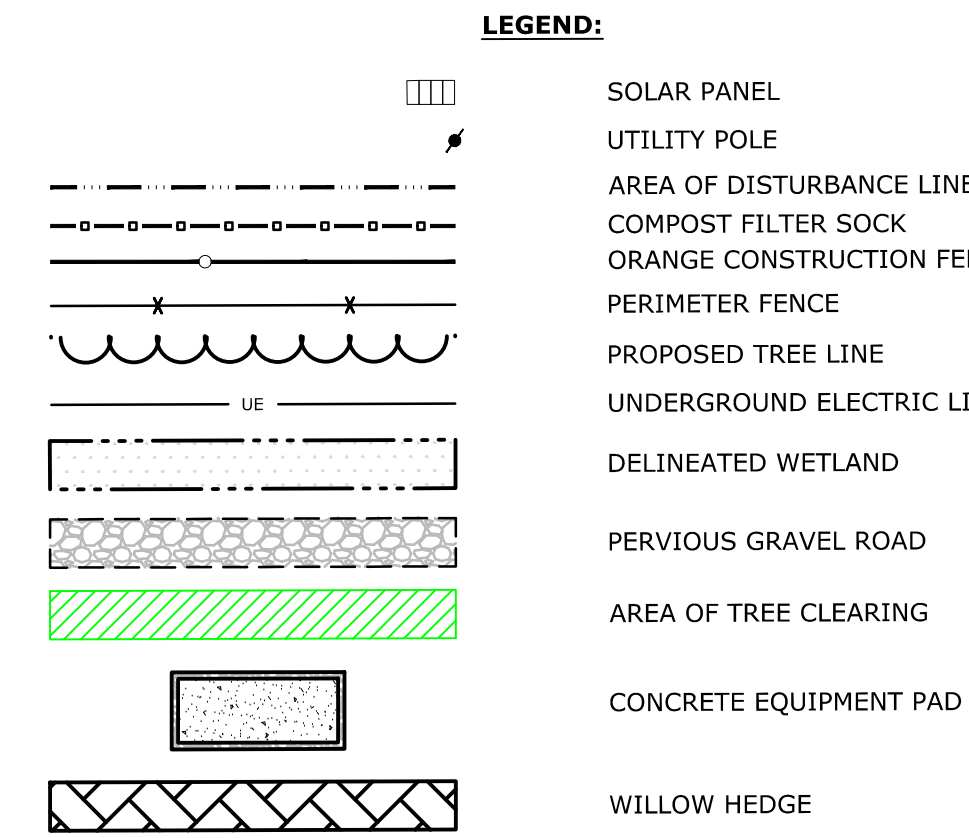 LEGEND:
SOLAR PANEL
UTILITY POLE
AREA OF DISTURBANCE LINE
COMPOST FILTER SOCK
ORANGE CONSTRUCTION
PERIMETER FENCE
PROPOSED TREE LINE
UE
UNDERGROUND ELECTRIC
DELINEATED WETLAND
PERVIOUS GRAVEL ROAD
AREA OF TREE CLEARING
CONCRETE EQUIPMENT PAD
WILLOW HEDGE